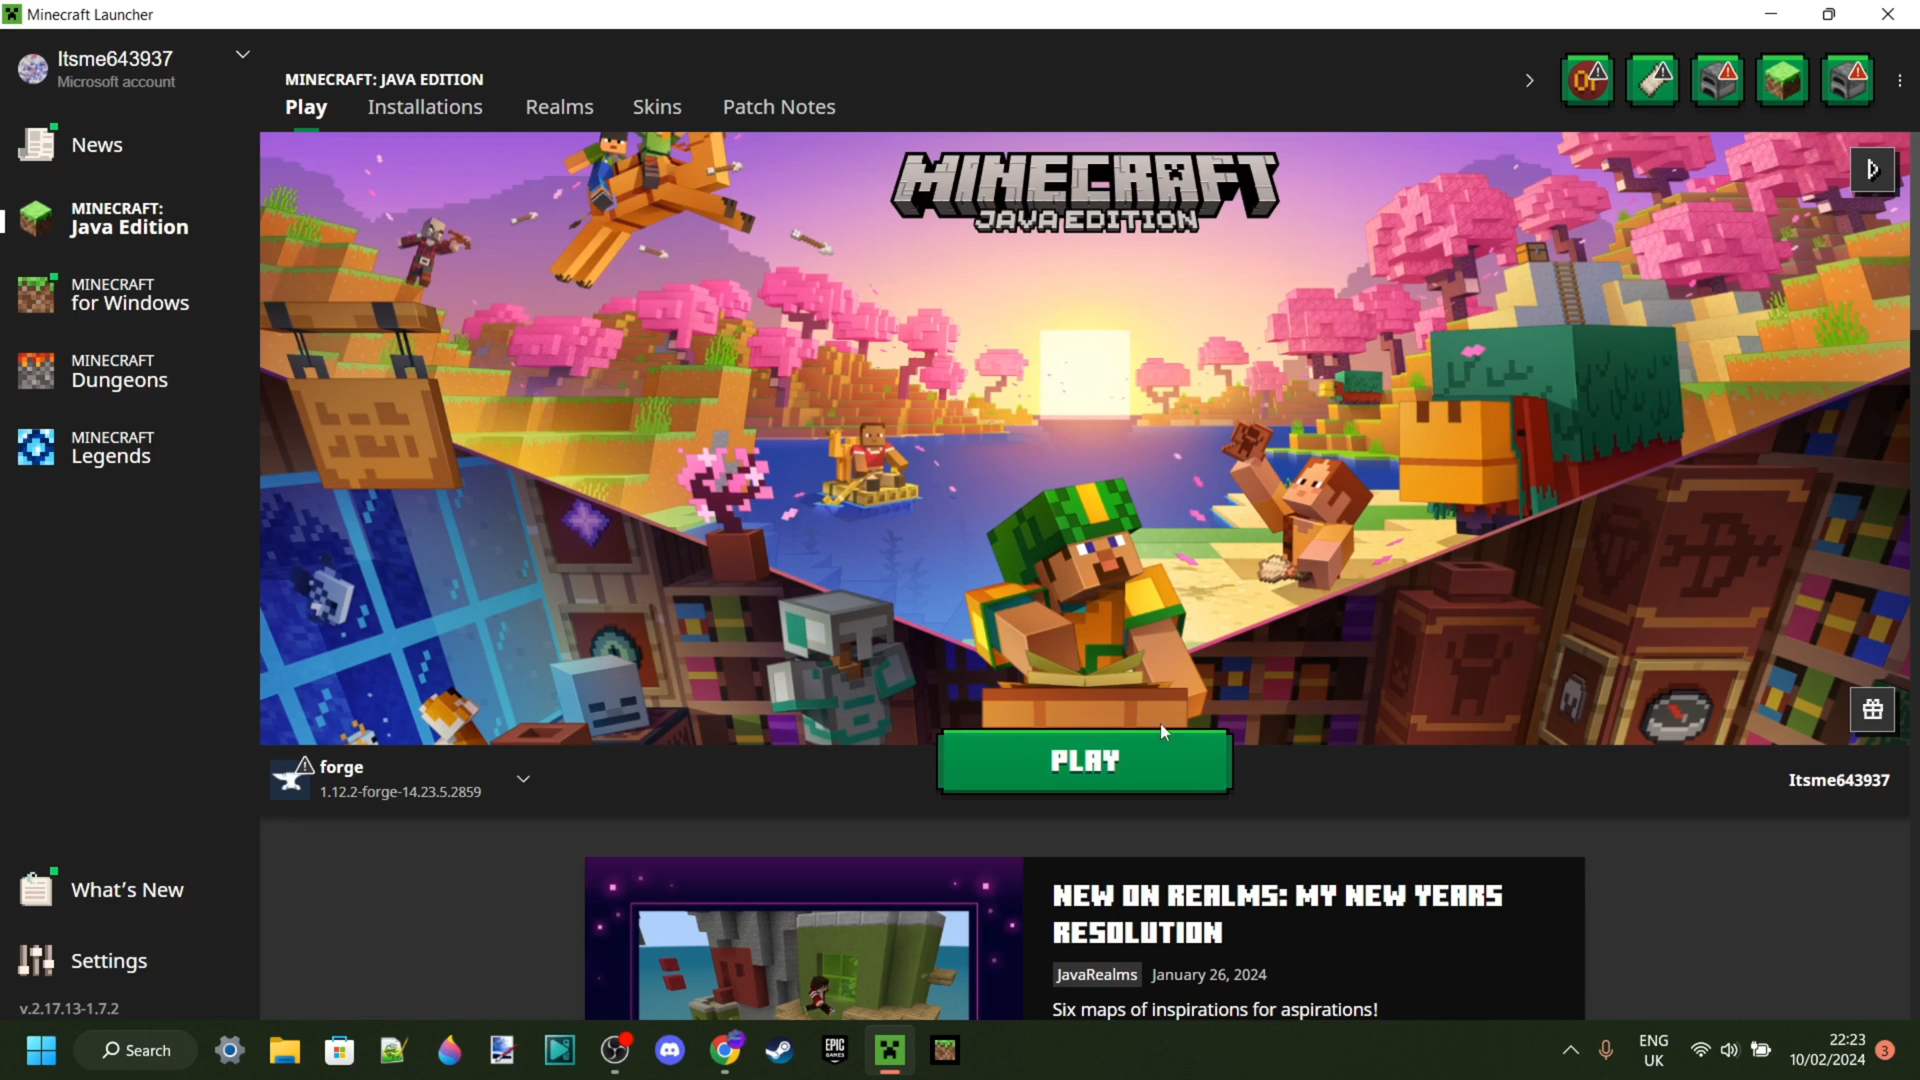 Minecraft Launcher
Itsme643937
Microsoft account
News
MINECRAFT:
Java Edition
MINECRAFT
for Windows
MINECRAFT
Dungeons
MINECRAFT
Legends
What's New
Settings
v.2.17.13-1.7.2
MINECRAFT: JAVA EDITION
Play Installations Realms Skins Patch Notes
MINECRAFT
JAVA EDITION
forge
1.12.2-forge-14.23.5.2859
PLAY
Itsme643937
NEW ON REALMS: MY NEW YEARS
RESOLUTION
JavaRealms January 26, 2024
Six maps of inspirations for aspirations!
Search
EPIC
GAMES
ENG
UK
22:23
10/02/2024
3